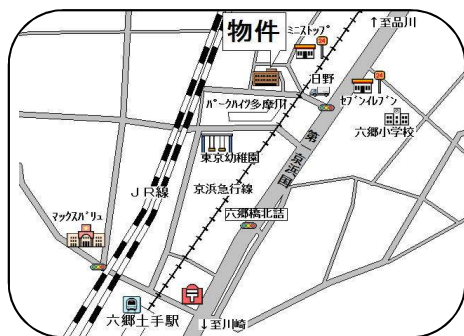 ↑至品川
ﾐﾆｽﾄｯﾌﾟ
物件
日野
ｾﾌﾞﾝｲﾚﾌﾞﾝ
ﾊﾟｰｸﾊｲﾂ多摩川
六郷小学校
第一京浜国
東京幼稚園
京浜急行線
JR線
六郷橋北詰
ﾏｯｸｽﾊﾞﾘｭ
六郷土手駅
↓至川崎